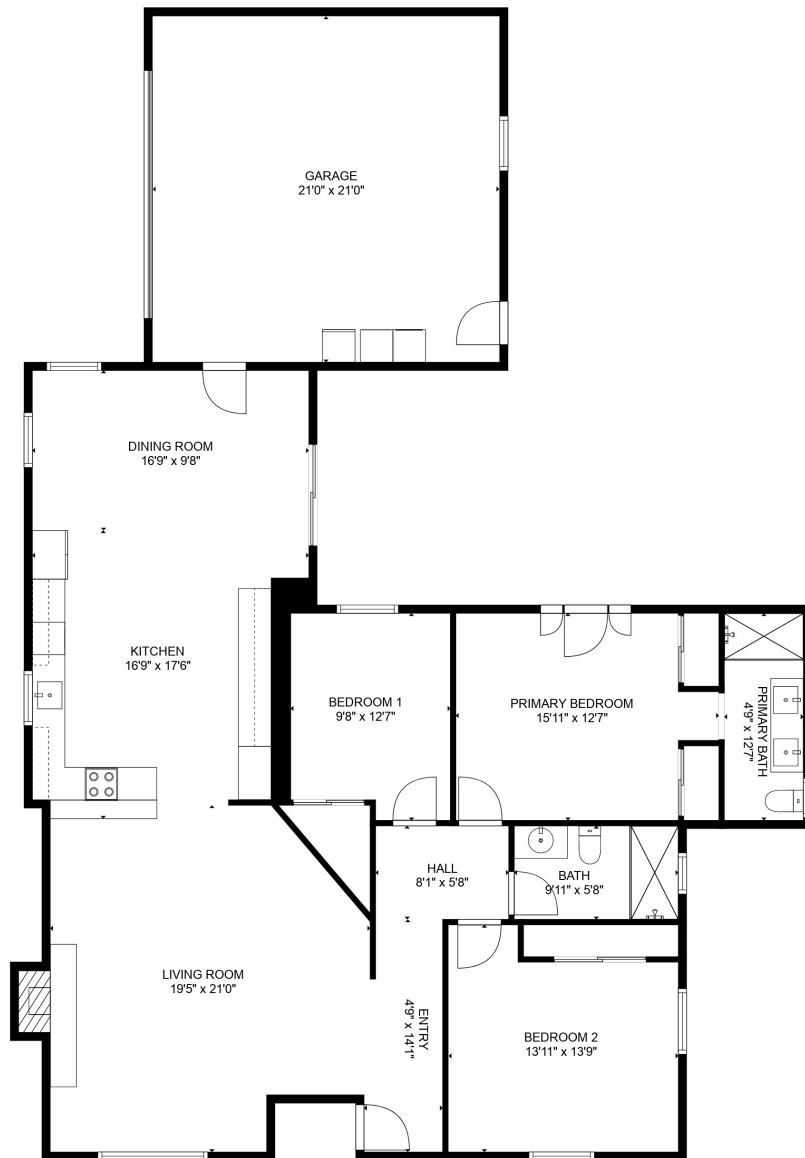 GARAGE
21'0" x 21'0"
DINING ROOM
16'9" x 9'8"
KITCHEN
16'9" x 17'6"
BEDROOM 1
9'8" x 12'7"
PRIMARY BEDROOM
15'11" x 12'7"
PRIMARY BATH
4'9" x 12'7"
HALL
8'1" x 5'8"
BATH
9'11" x 5'8"
LIVING ROOM
19'5" x 21'0"
ENTRY
4'9" x 14'1"
BEDROOM 2
13'11" x 13'9"